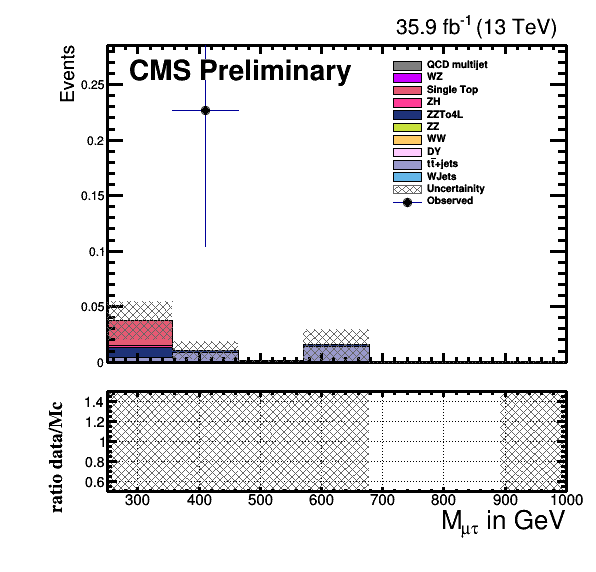 35.9 fb⁻¹ (13 TeV)
Events
CMS Preliminary
QCD multijet
WZ
Single Top
ZH
ZZTo4L
ZZ
WW
DY
tt̄+jets
WJets
Uncertainity
Observed
0.25
0.2
0.15
0.1
0.05
0
ratio data/Mc
1.4
1.2
1
0.8
0.6
300 400 500 600 700 800 900 1000
M_μτ in GeV